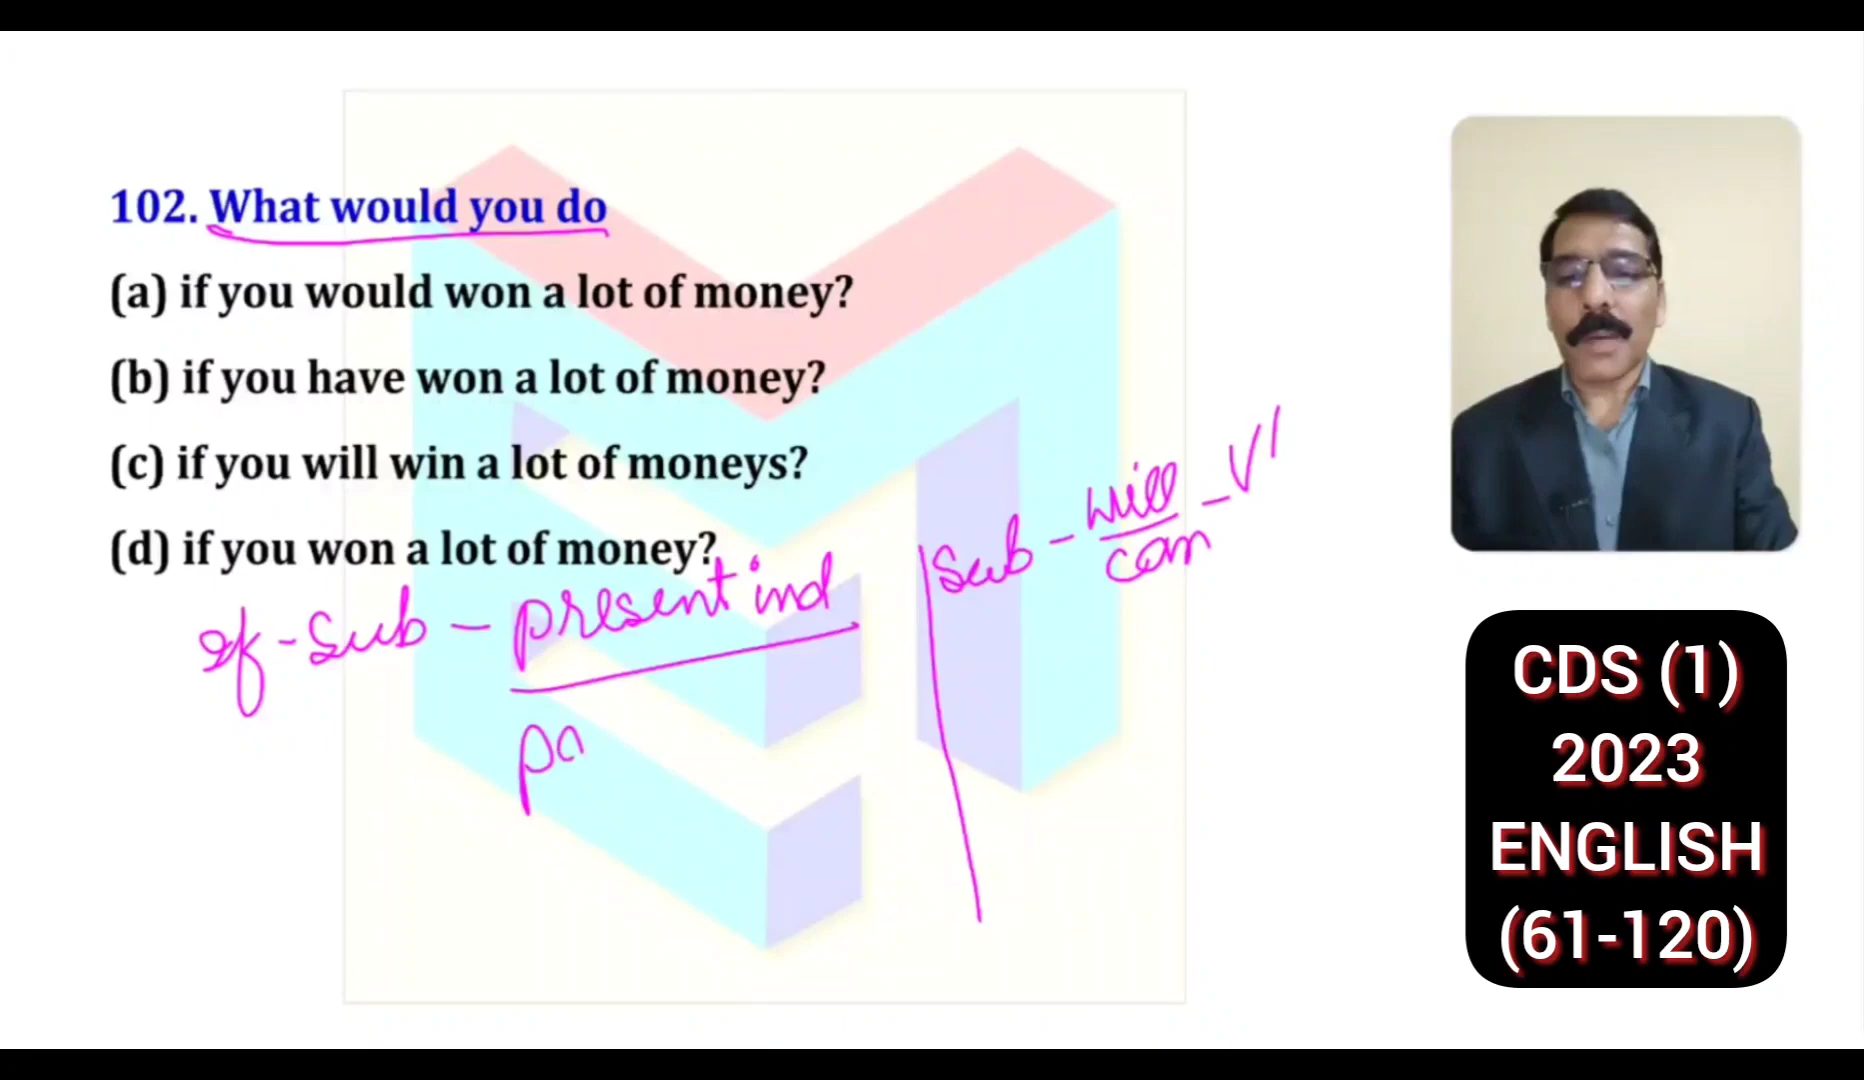 102. What would you do
(a) if you would won a lot of money?
(b) if you have won a lot of money?
(c) if you will win a lot of moneys?
(d) if you won a lot of money?
If - Sub - present ind
pa
Sub - will - V1
can
CDS (1)
2023
ENGLISH
(61-120)